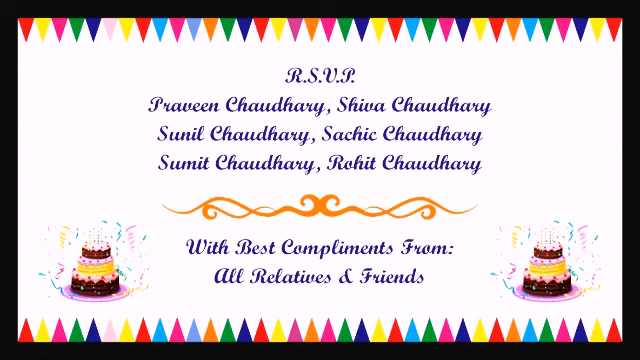 R.S.V.P.
Praveen Chaudhary, Shiva Chaudhary
Sunil Chaudhary, Sachic Chaudhary
Sumit Chaudhary, Rohit Chaudhary
With Best Compliments From:
All Relatives & Friends